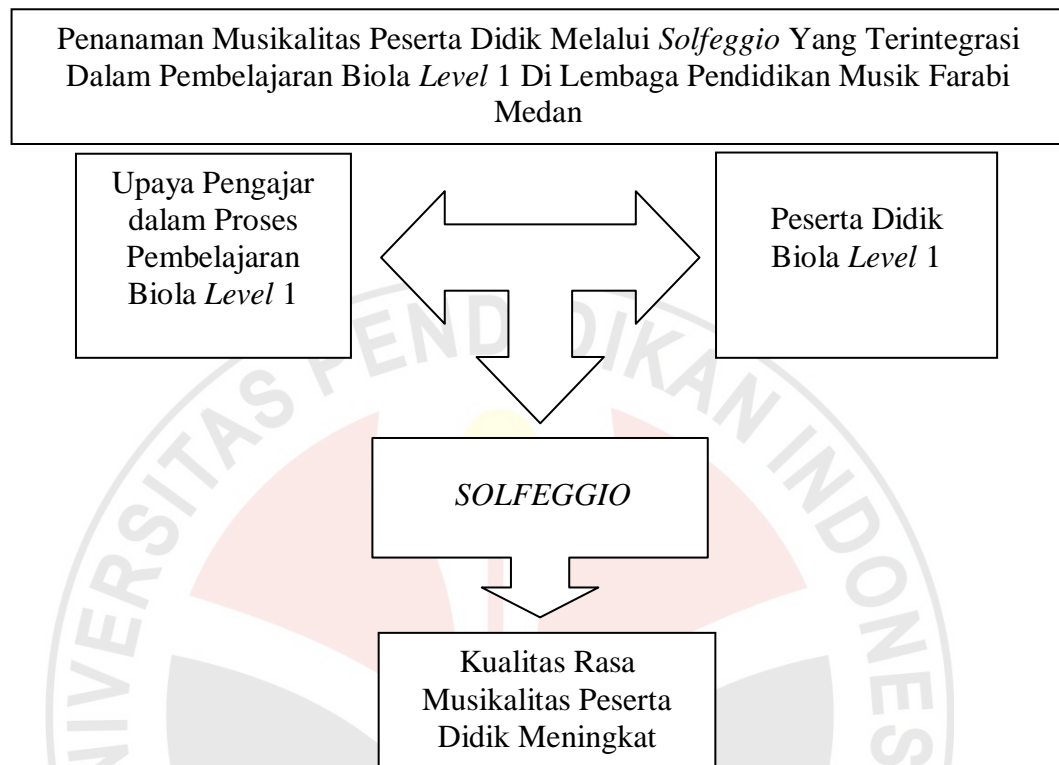 Penanaman Musikalitas Peserta Didik Melalui Solfeggio Yang Terintegrasi
Dalam Pembelajaran Biola Level 1 Di Lembaga Pendidikan Musik Farabi
Medan
Upaya Pengajar
dalam Proses
Pembelajaran
Biola Level 1
Peserta Didik
Biola Level 1
SOLFEGGIO
Kualitas Rasa
Musikalitas Peserta
Didik Meningkat